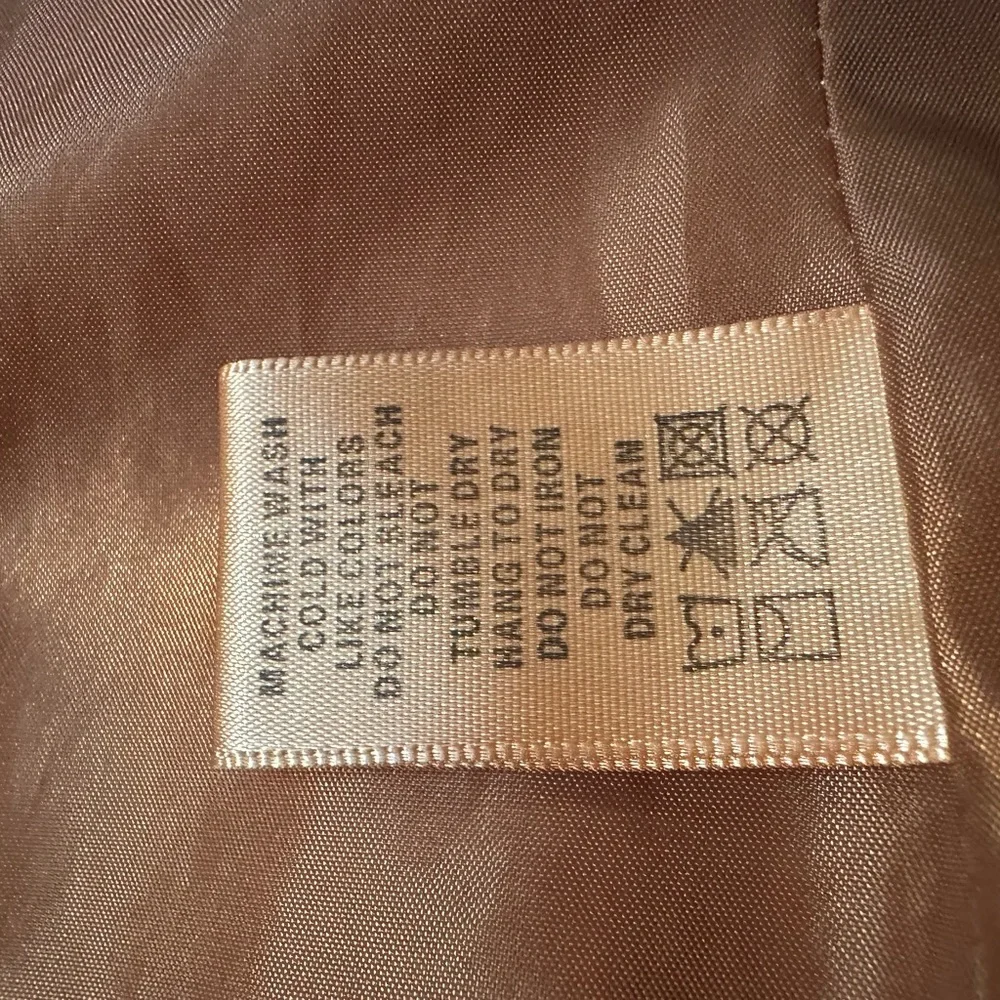 MACHINE WASH
COLD WITH
LIKE COLORS
DO NOT BLEACH
DO NOT
TUMBLE DRY
HANG TO DRY
DO NOT IRON
DO NOT
DRY CLEAN